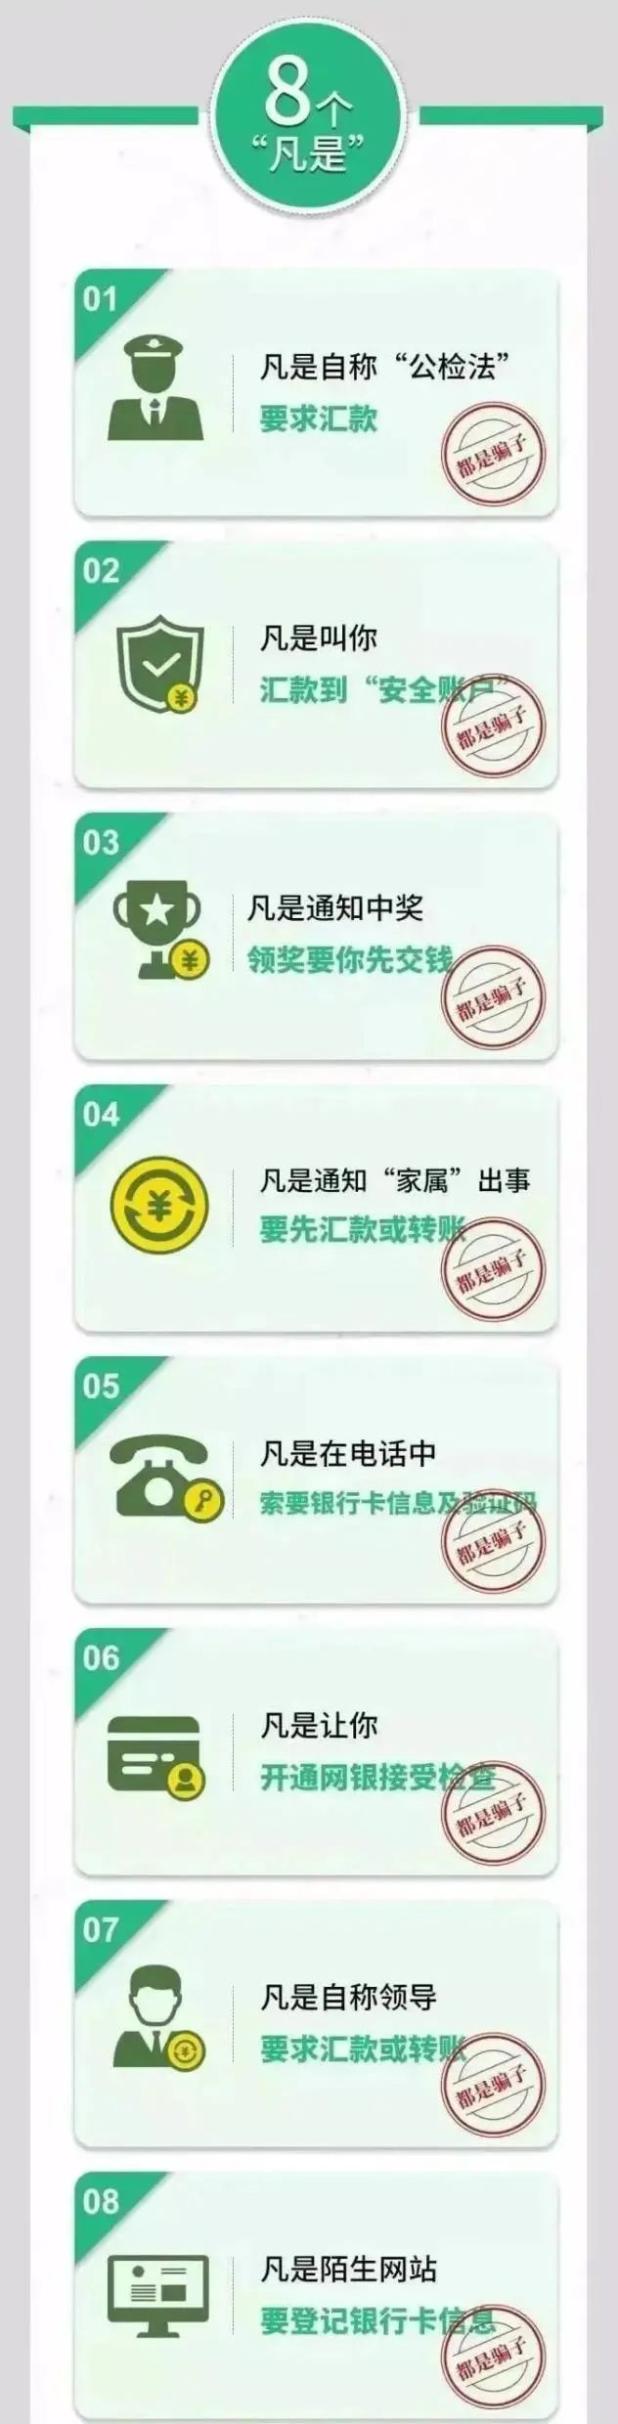 8个
“凡是”
01
凡是自称“公检法”
要求汇款
都是骗子
02
凡是叫你
汇款到“安全账户”
都是骗子
03
凡是通知中奖
领奖要你先交钱
都是骗子
04
凡是通知“家属”出事
要先汇款或转账
都是骗子
05
凡是在电话中
索要银行卡信息及验证码
都是骗子
06
凡是让你
开通网银接受检查
都是骗子
07
凡是自称领导
要求汇款或转账
都是骗子
08
凡是陌生网站
要登记银行卡信息
都是骗子